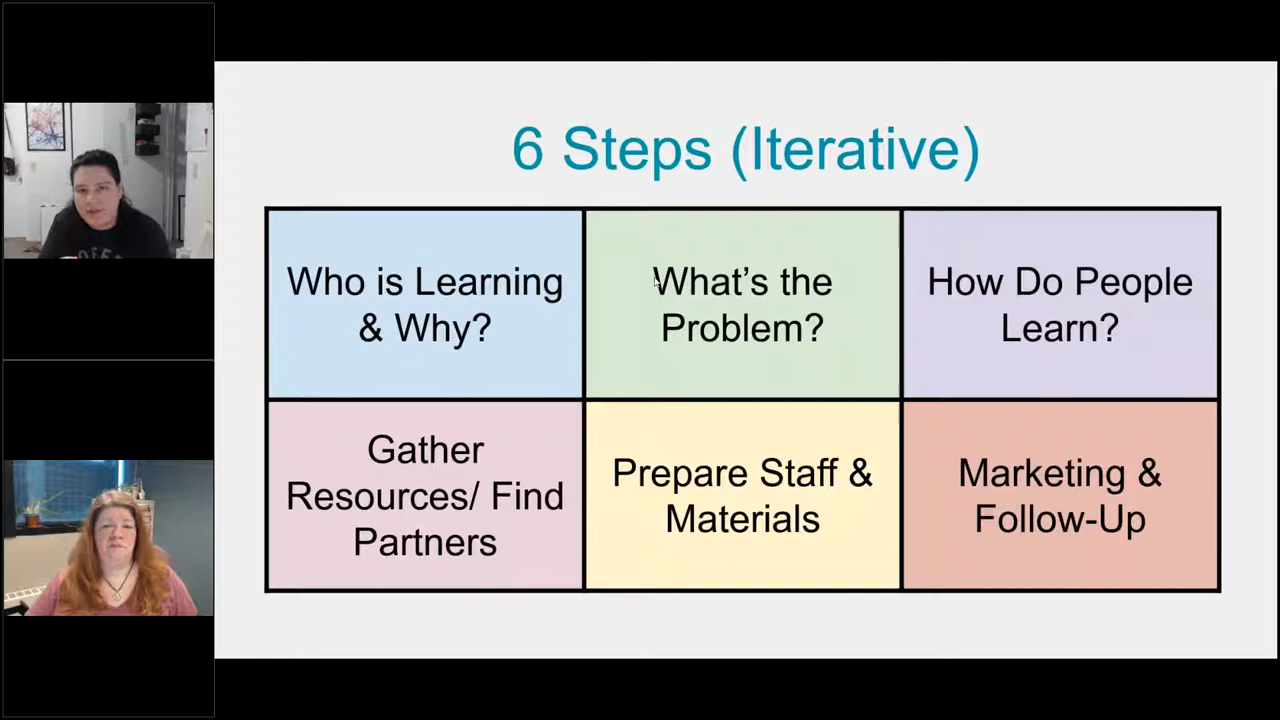 6 Steps (Iterative)
Who is Learning
& Why?
What's the
Problem?
How Do People
Learn?
Gather
Resources/ Find
Partners
Prepare Staff &
Materials
Marketing &
Follow-Up